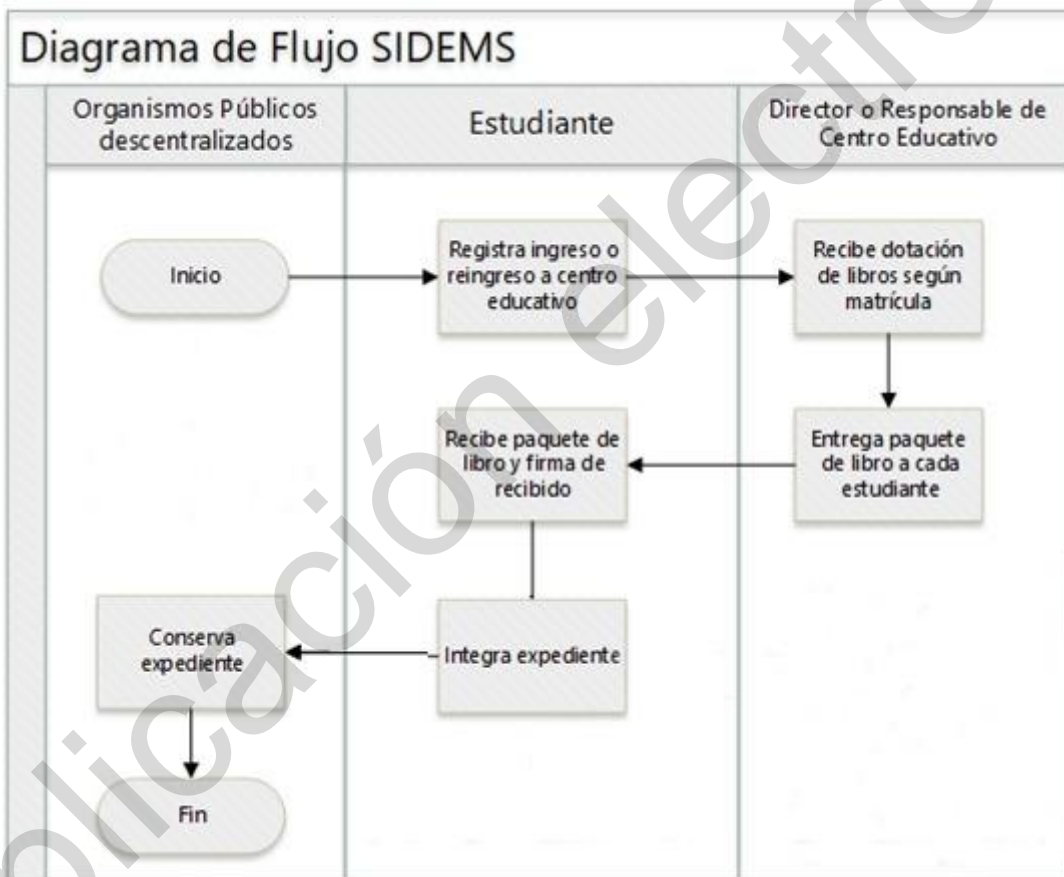 Diagrama de Flujo SIDEMS
Organismos Públicos
descentralizados
Estudiante
Director o Responsable de
Centro Educativo
Inicio
Registra ingreso o
reingreso a centro
educativo
Recibe dotación
de libros según
matrícula
Recibe paquete de
libro y firma de
recibido
Entrega paquete
de libro a cada
estudiante
Conserva
expediente
Integra expediente
Fin
plicación electró